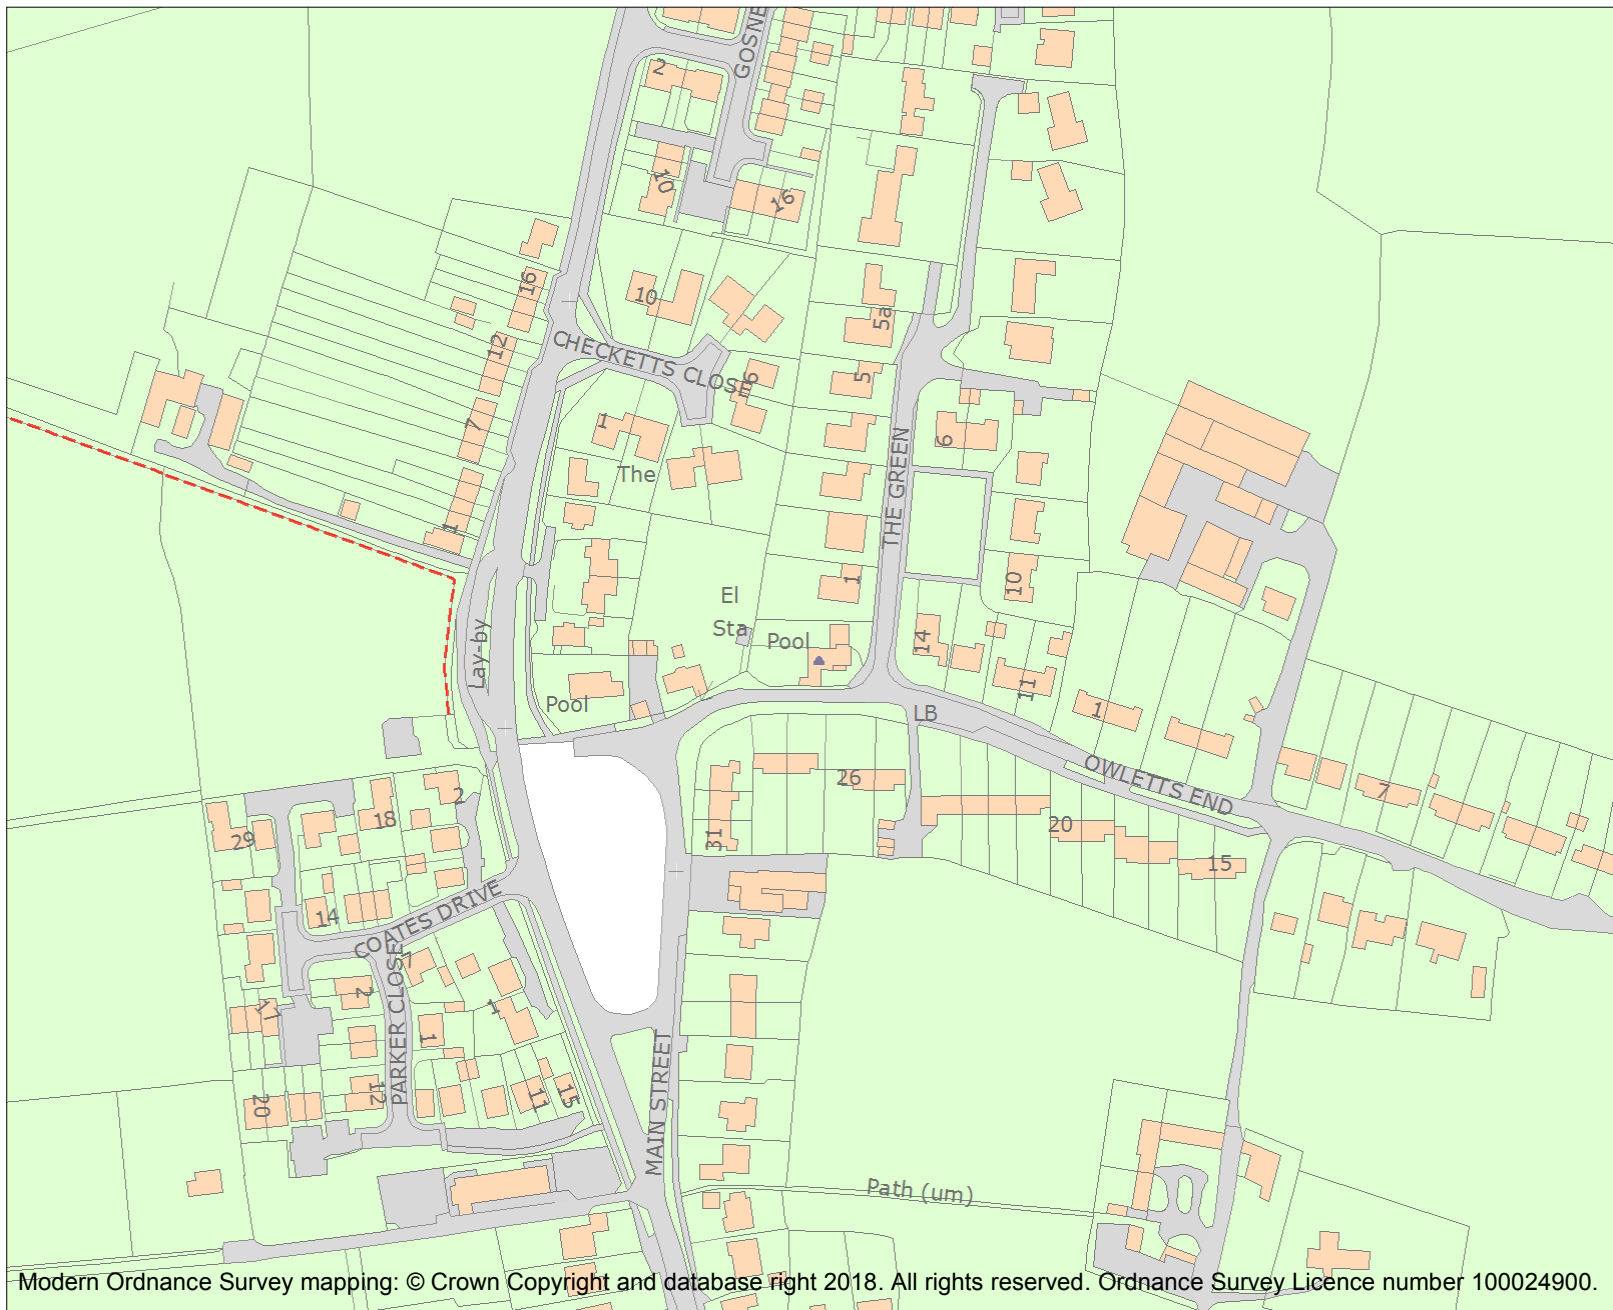 GOSNE
2
10
16
16
10
12
CHECKETTS CLOSE
6
5a
5
7
1
The
6
THE GREEN
1
1
10
El
Sta
Pool
14
Lay-by
11
Pool
LB
1
OWLETTS END
26
7
2
18
29
31
20
15
14
COATES DRIVE
7
2
17
1
PARKER CLOSE
1
12
20
11
15
MAIN STREET
Path (um)
Modern Ordnance Survey mapping: © Crown Copyright and database right 2018. All rights reserved. Ordnance Survey Licence number 100024900.